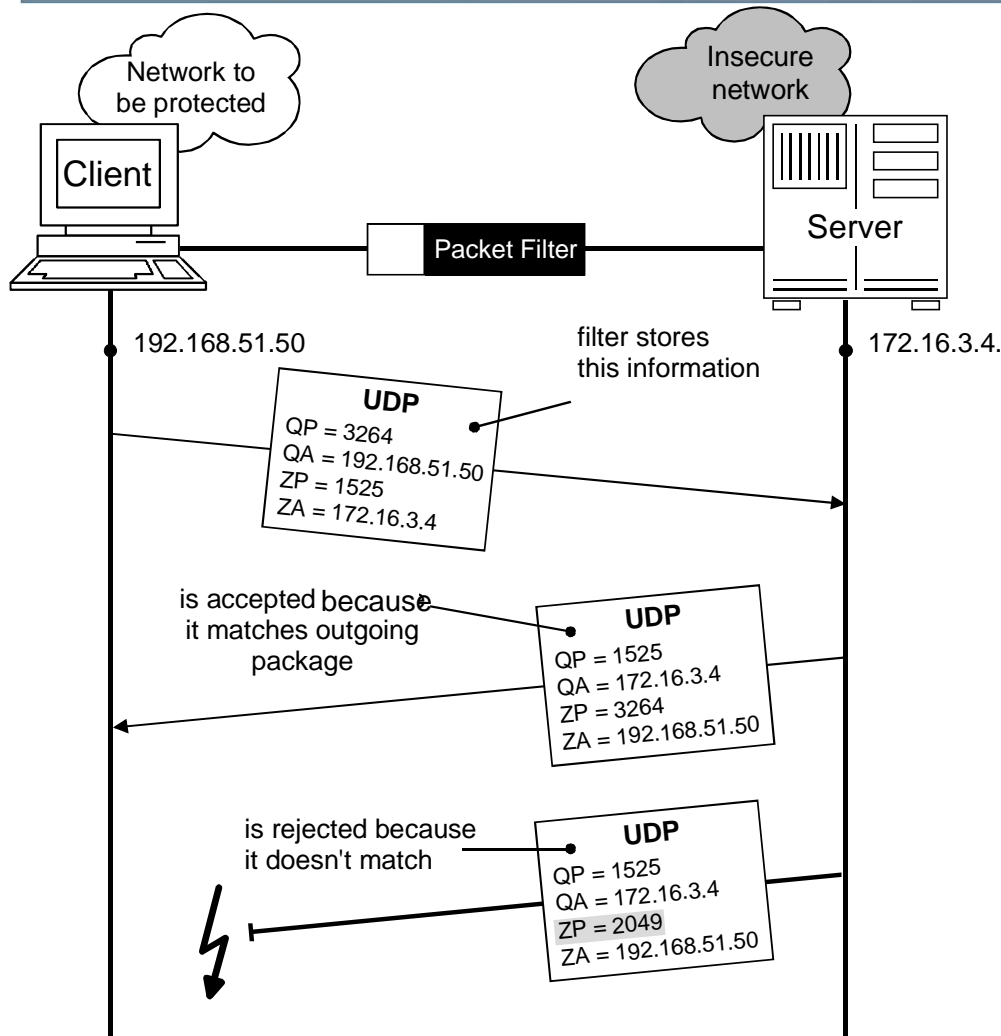 Network to
be protected
Insecure
network
Client
Packet Filter
Server
192.168.51.50
172.16.3.4.
filter stores
this information
UDP
QP = 3264
QA = 192.168.51.50
ZP = 1525
ZA = 172.16.3.4
is accepted because
it matches outgoing
package
UDP
QP = 1525
QA = 172.16.3.4
ZP = 3264
ZA = 192.168.51.50
is rejected because
it doesn't match
UDP
QP = 1525
QA = 172.16.3.4
ZP = 2049
ZA = 192.168.51.50